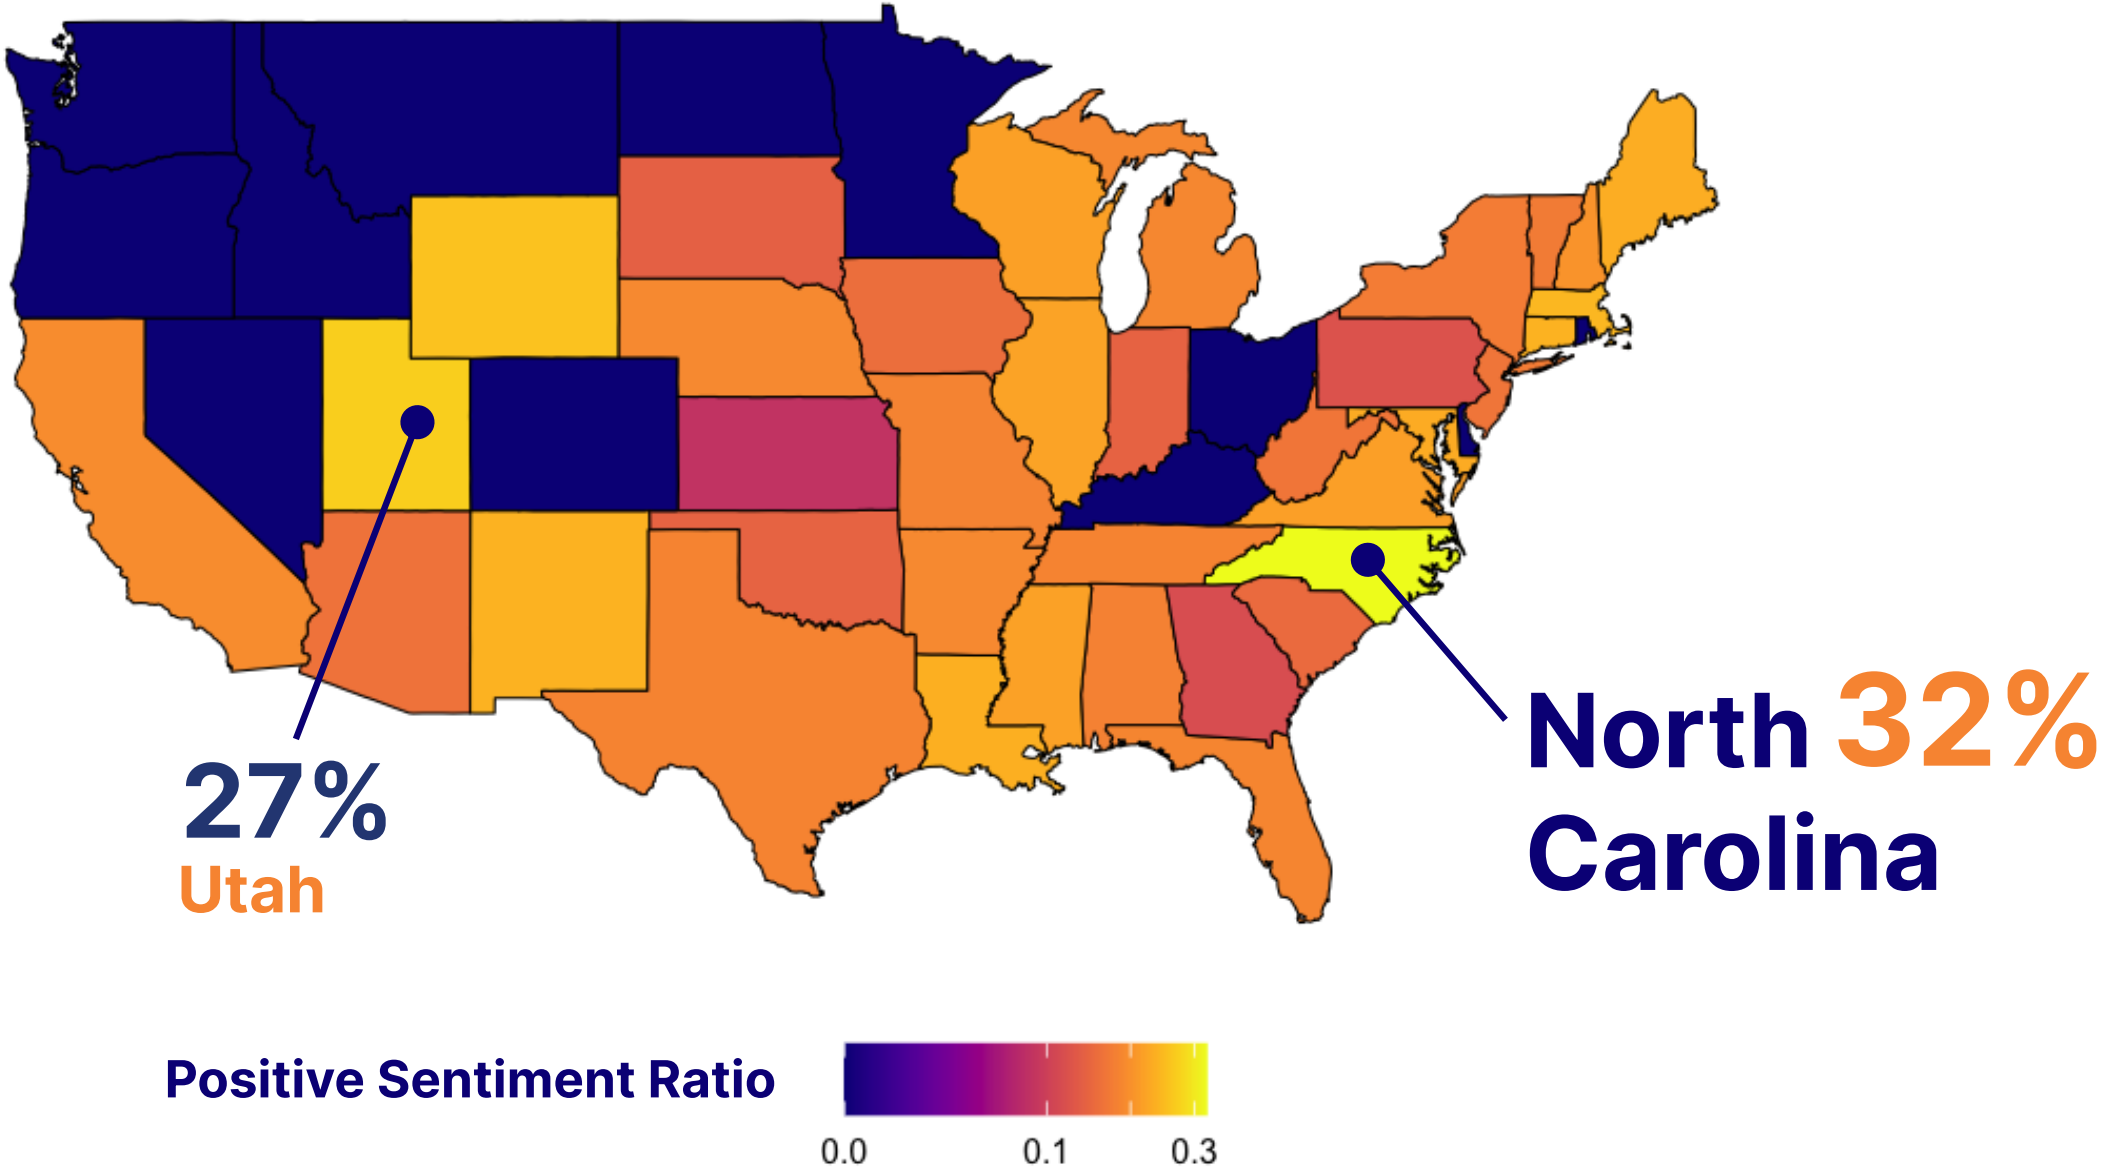 27%
Utah
North 32%
Carolina
Positive Sentiment Ratio
0.0 0.1 0.3